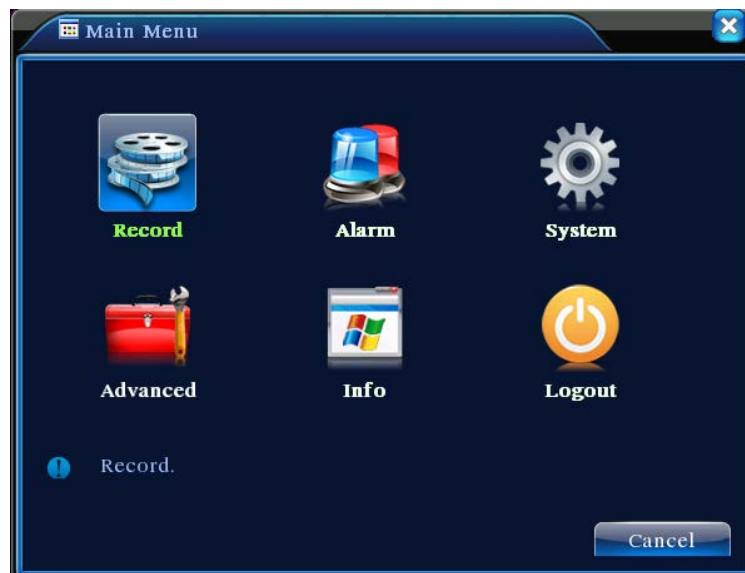 Main Menu
Record
Alarm
System
Advanced
Info
Logout
Record.
Cancel